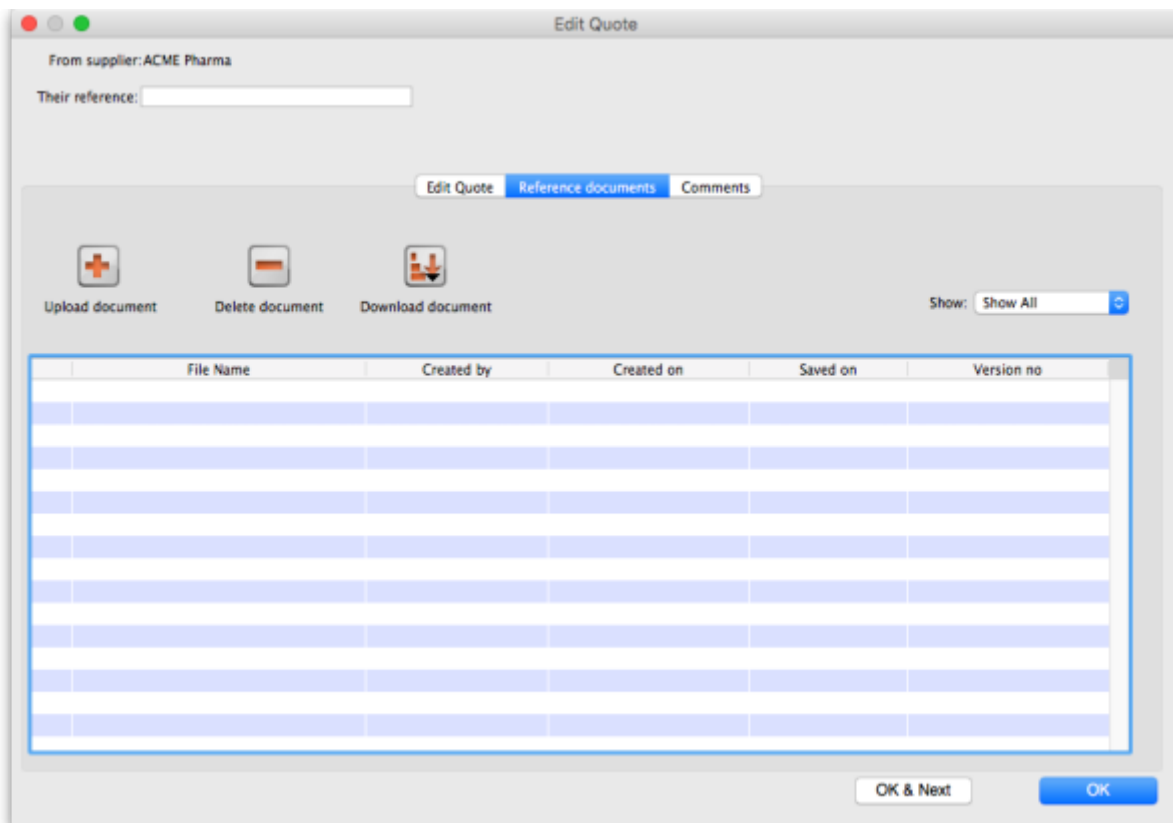 Edit Quote
From supplier:ACME Pharma
Their reference:
Edit Quote Reference documents Comments
Upload document Delete document Download document Show: Show All
File Name Created by Created on Saved on Version no
OK & Next OK